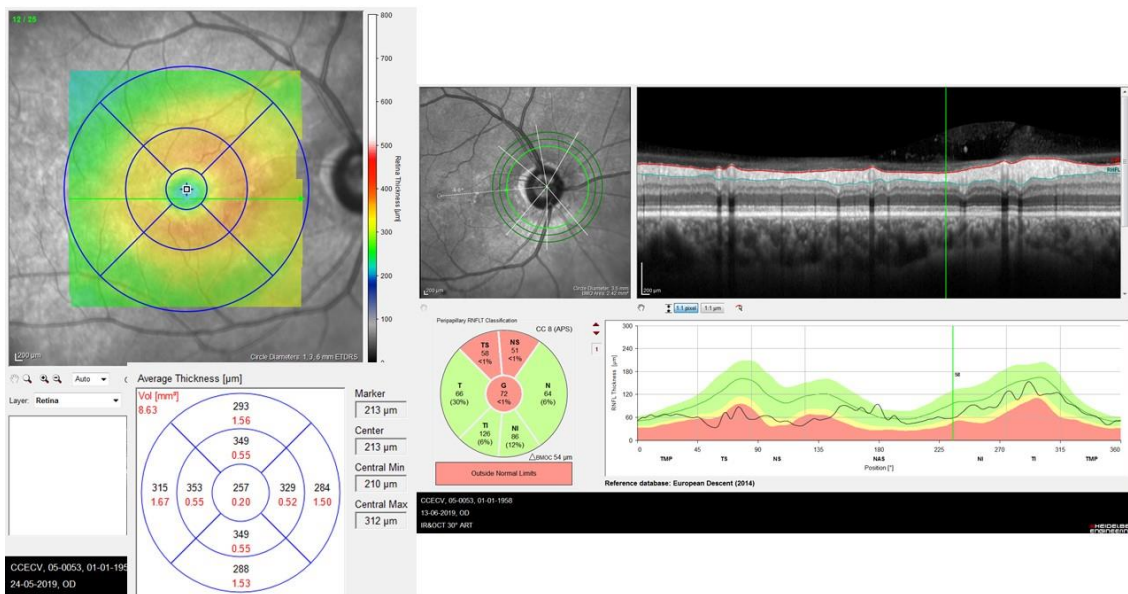 12 / 25
800
700
600
500
400
300
200
100
0
Retina Thickness [µm]
200 µm
Circle Diameters: 1, 3, 6 mm ETDRS
Auto
Layer: Retina
Average Thickness [µm]
Vol [mm³]
8.63
293
1.56
349
0.55
315
1.67
353
0.55
257
0.20
329
0.52
284
1.50
349
0.55
288
1.53
Marker
213 µm
Center
213 µm
Central Min
210 µm
Central Max
312 µm
CCECV, 05-0053, 01-01-195
24-05-2019, OD
200 µm
Circle Diameter: 3.5 mm
BMO Area: 2.42 mm²
RNFL
200 µm
1:1 pixel
1:1 µm
Peripapillary RNFLT Classification
CC 8 (APS)
TS
58
<1%
NS
51
<1%
T
66
(30%)
G
72
<1%
N
64
(6%)
TI
126
(6%)
NI
86
(12%)
BMOC 54 µm
Outside Normal Limits
1
RNFL Thickness [µm]
300
240
180
120
60
0
0
45
90
135
180
225
270
315
360
TMP
TS
NS
NAS
NI
TI
TMP
Position [°]
Reference database: European Descent (2014)
CCECV, 05-0053, 01-01-1958
13-06-2019, OD
IR&OCT 30° ART
HEIDELBE
ENGINEERIN